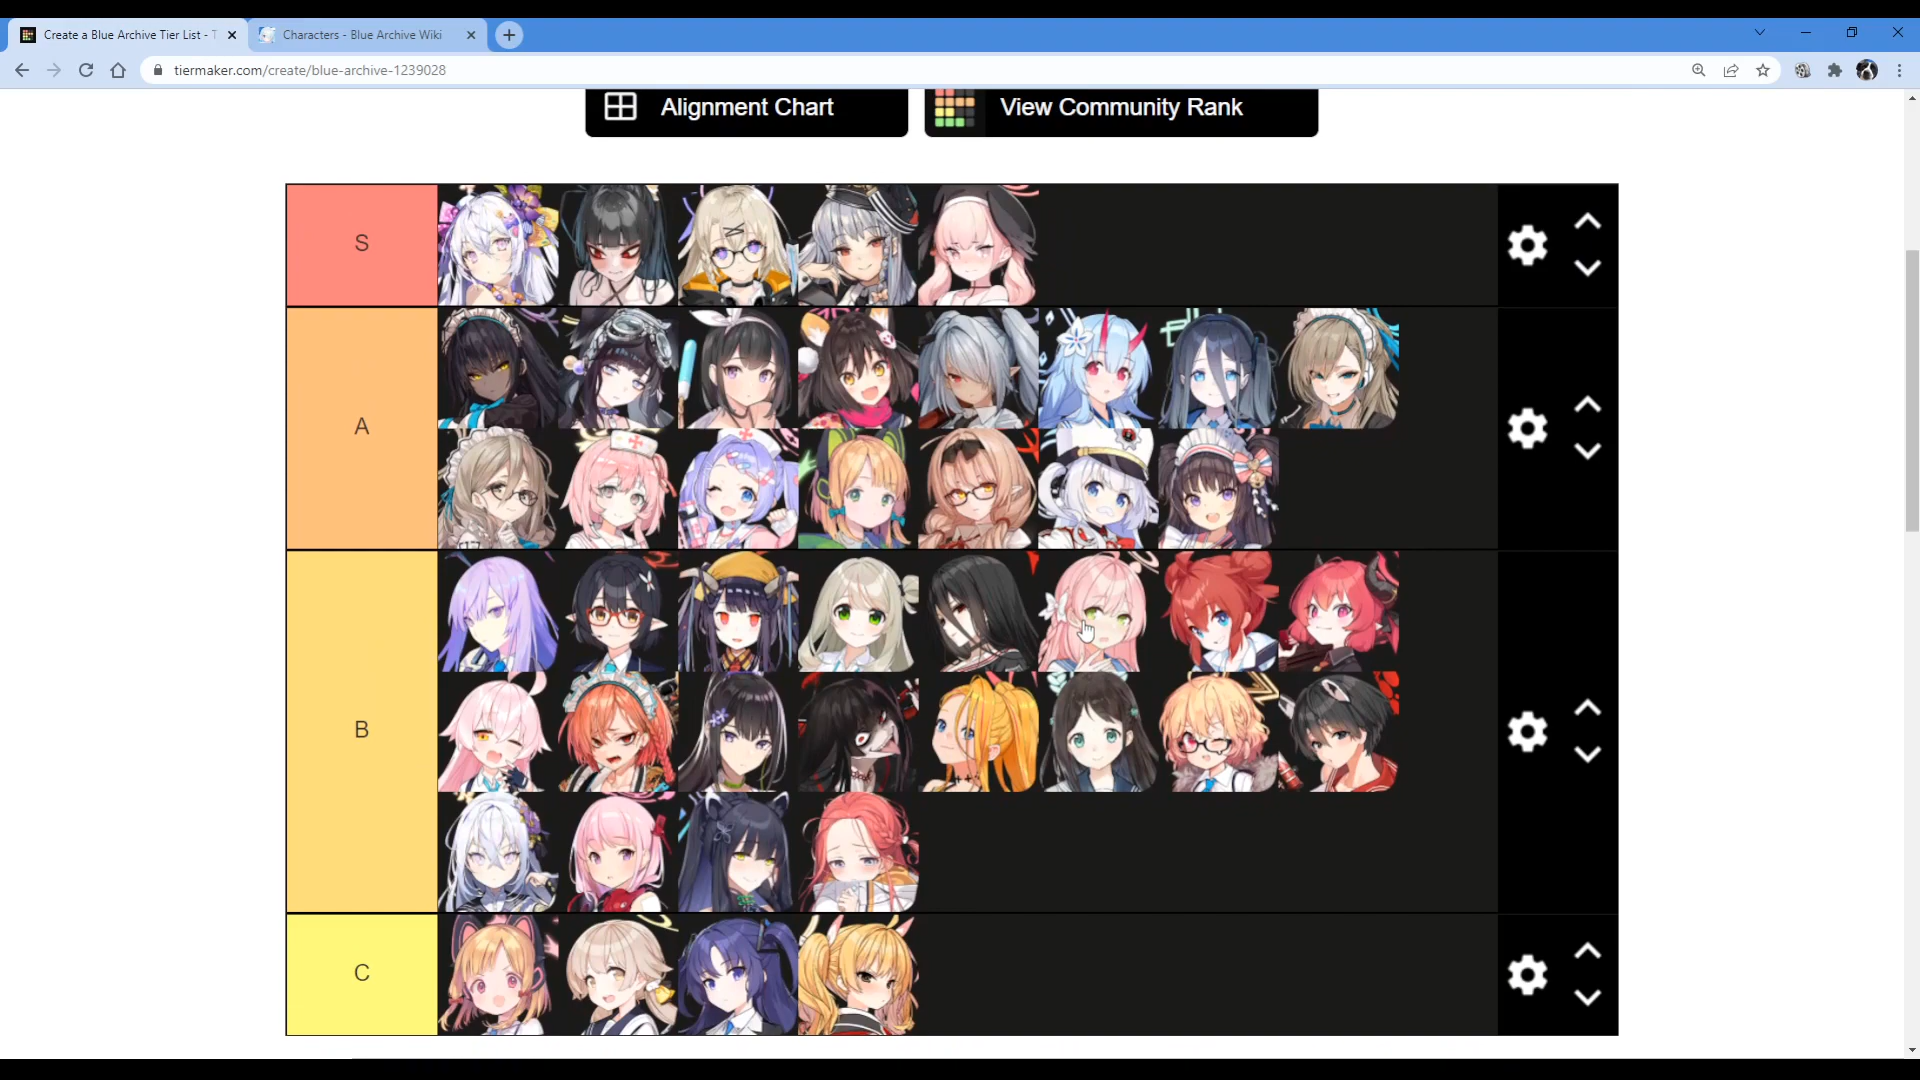 Create a Blue Archive Tier List - T
Characters - Blue Archive Wiki
tiermaker.com/create/blue-archive-1239028
Alignment Chart
View Community Rank
S
A
B
C